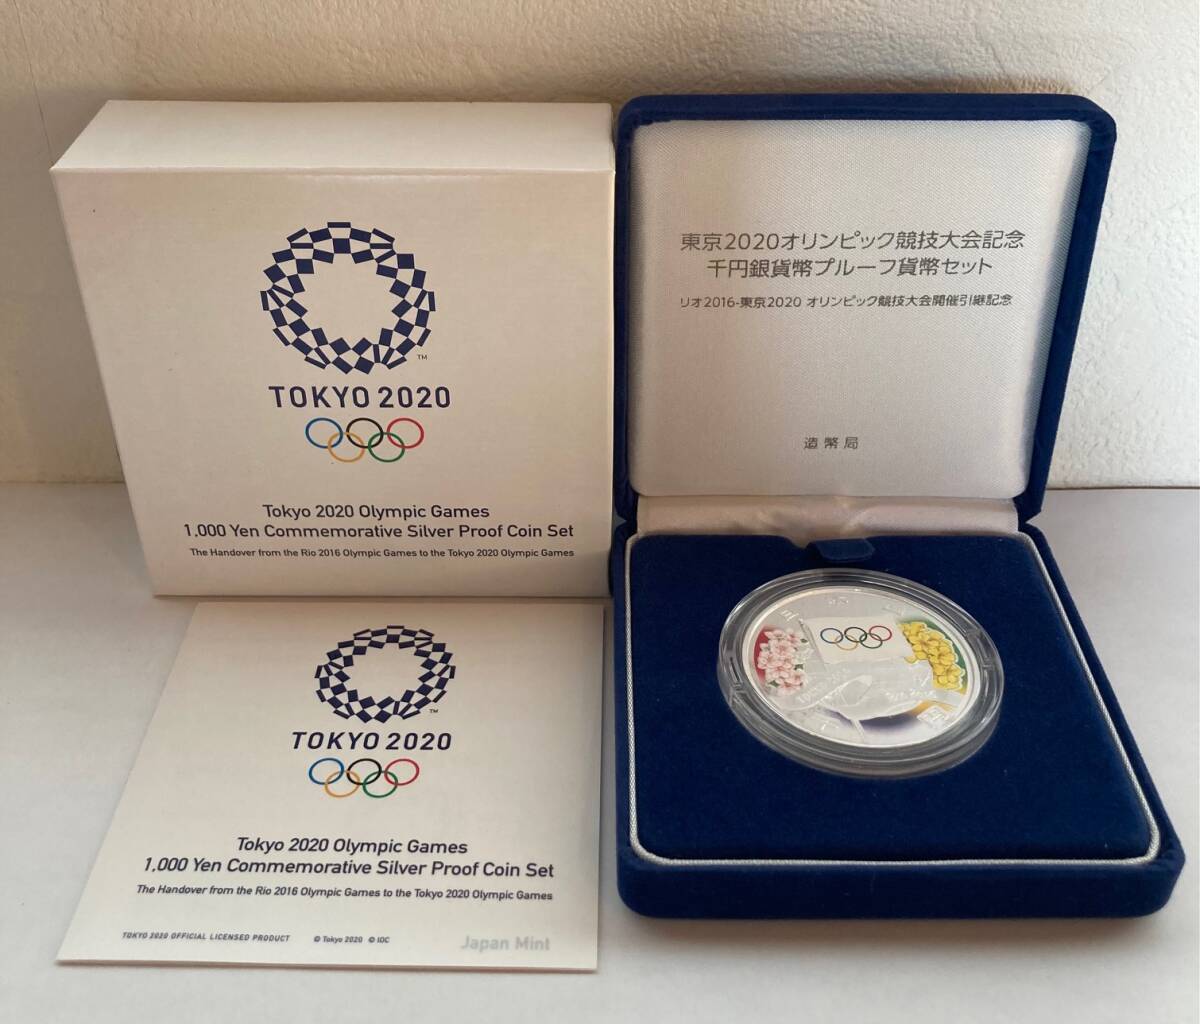 TOKYO 2020
Tokyo 2020 Olympic Games
1,000 Yen Commemorative Silver Proof Coin Set
The Handover from the Rio 2016 Olympic Games to the Tokyo 2020 Olympic Games
東京2020オリンピック競技大会記念
千円銀貨幣プルーフ貨幣セット
リオ2016-東京2020 オリンピック競技大会開催引継記念
造幣局
TM
TOKYO 2020
TM
Tokyo 2020 Olympic Games
1,000 Yen Commemorative Silver Proof Coin Set
The Handover from the Rio 2016 Olympic Games to the Tokyo 2020 Olympic Games
TOKYO 2020 OFFICIAL LICENSED PRODUCT © Tokyo 2020 © IOC
Japan Mint